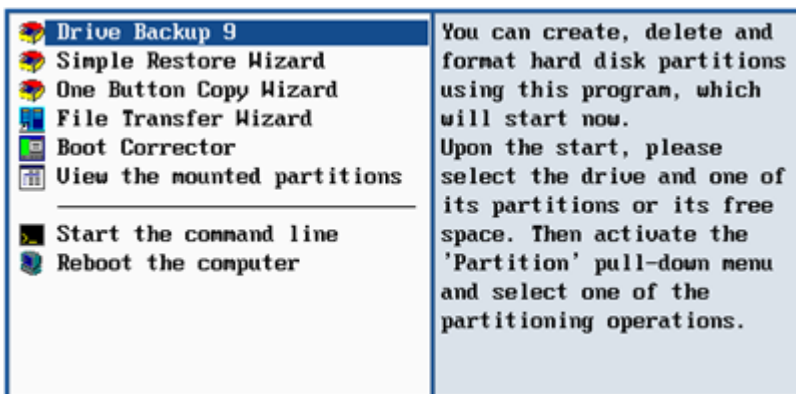 Drive Backup 9
Simple Restore Wizard
One Button Copy Wizard
File Transfer Wizard
Boot Corrector
View the mounted partitions
Start the command line
Reboot the computer
You can create, delete and
format hard disk partitions
using this program, which
will start now.
Upon the start, please
select the drive and one of
its partitions or its free
space. Then activate the
'Partition' pull-down menu
and select one of the
partitioning operations.